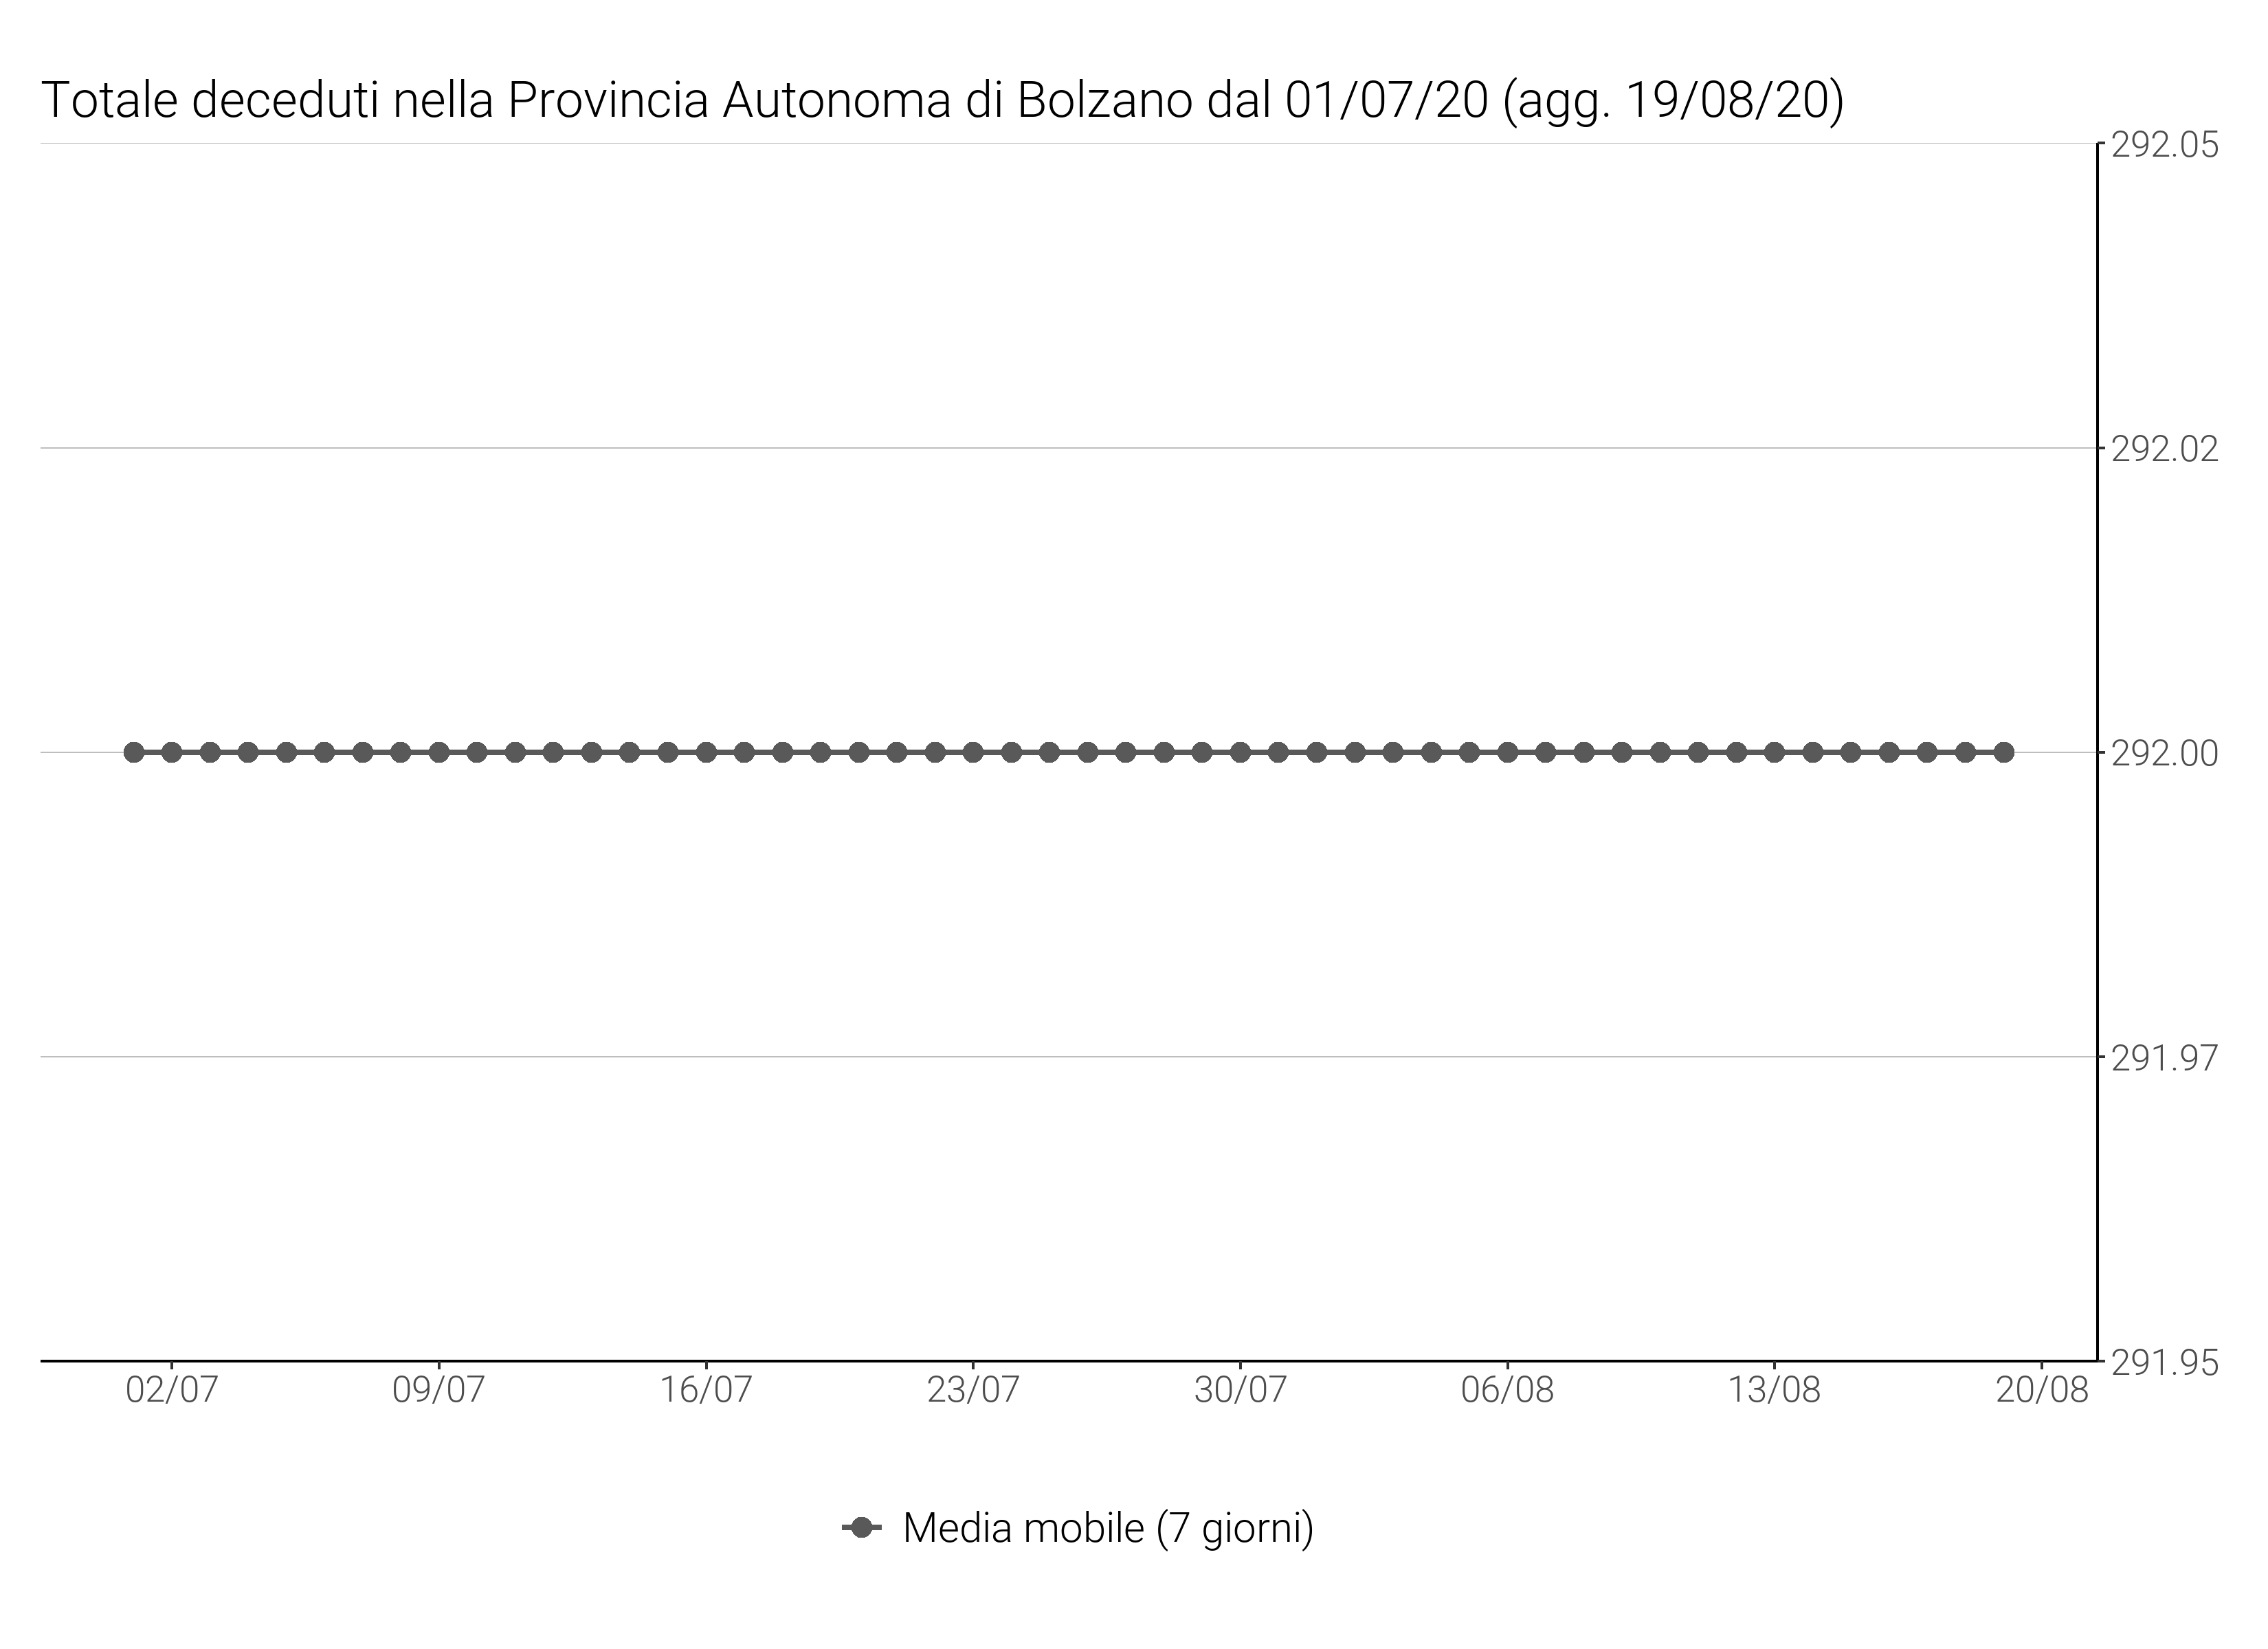 Totale deceduti nella Provincia Autonoma di Bolzano dal 01/07/20 (agg. 19/08/20)
292.05
292.02
292.00
291.97
291.95
02/07 09/07 16/07 23/07 30/07 06/08 13/08 20/08
Media mobile (7 giorni)